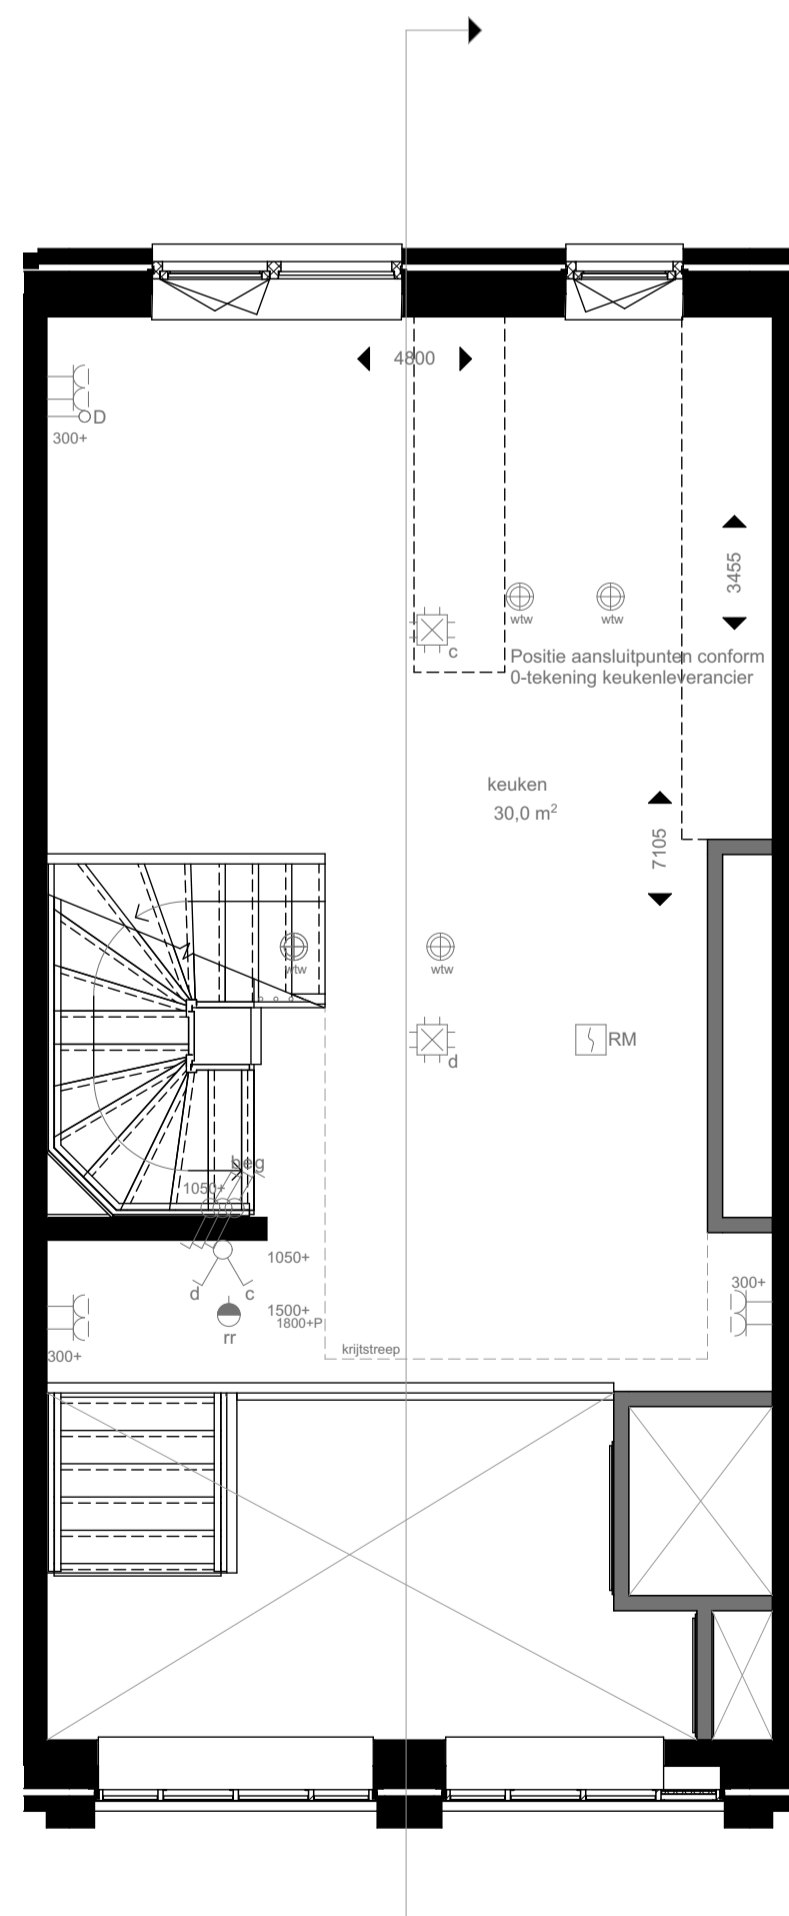 4800
D
300+
3455
wtw
wtw
c
Positie aansluitpunten conform
0-tekening keukenleverancier
keuken
30,0 m²
7105
wtw
wtw
d
RM
beg
1050+
1050+
d
c
300+
1500+
1800+P
rr
krijtstreep
300+